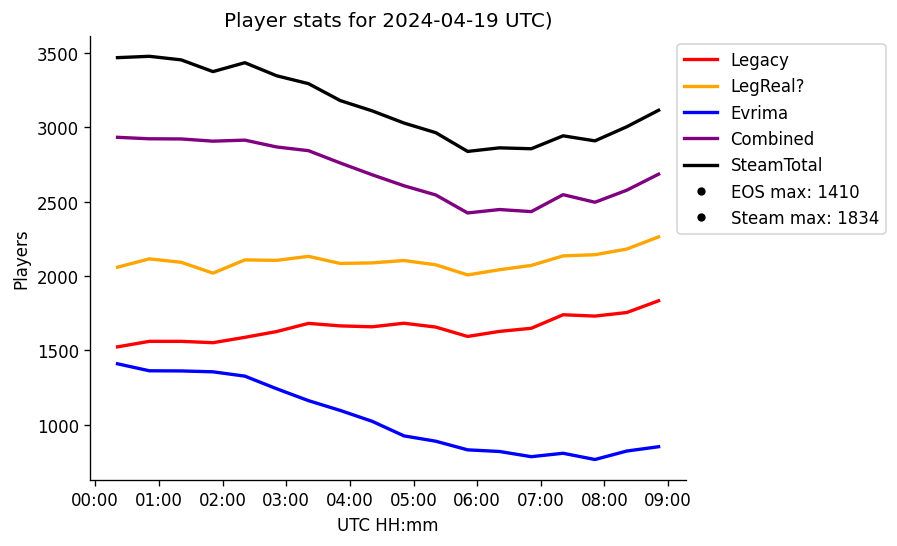 Player stats for 2024-04-19 UTC)
Players
3500
3000
2500
2000
1500
1000
00:00 01:00 02:00 03:00 04:00 05:00 06:00 07:00 08:00 09:00
UTC HH:mm
Legacy
LegReal?
Evrima
Combined
SteamTotal
EOS max: 1410
Steam max: 1834